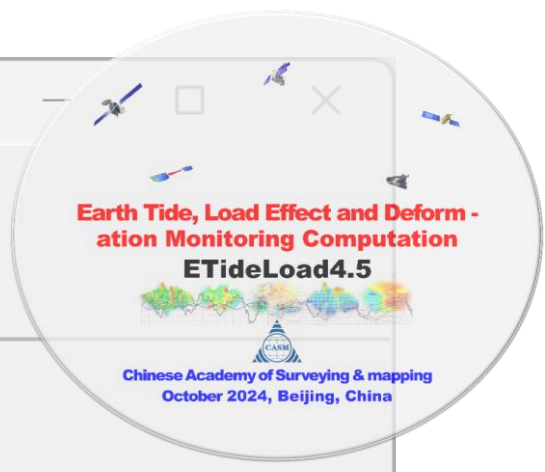 Earth Tide, Load Effect and Deform -
ation Monitoring Computation
ETideLoad4.5
CASM
Chinese Academy of Surveying & mapping
October 2024, Beijing, China